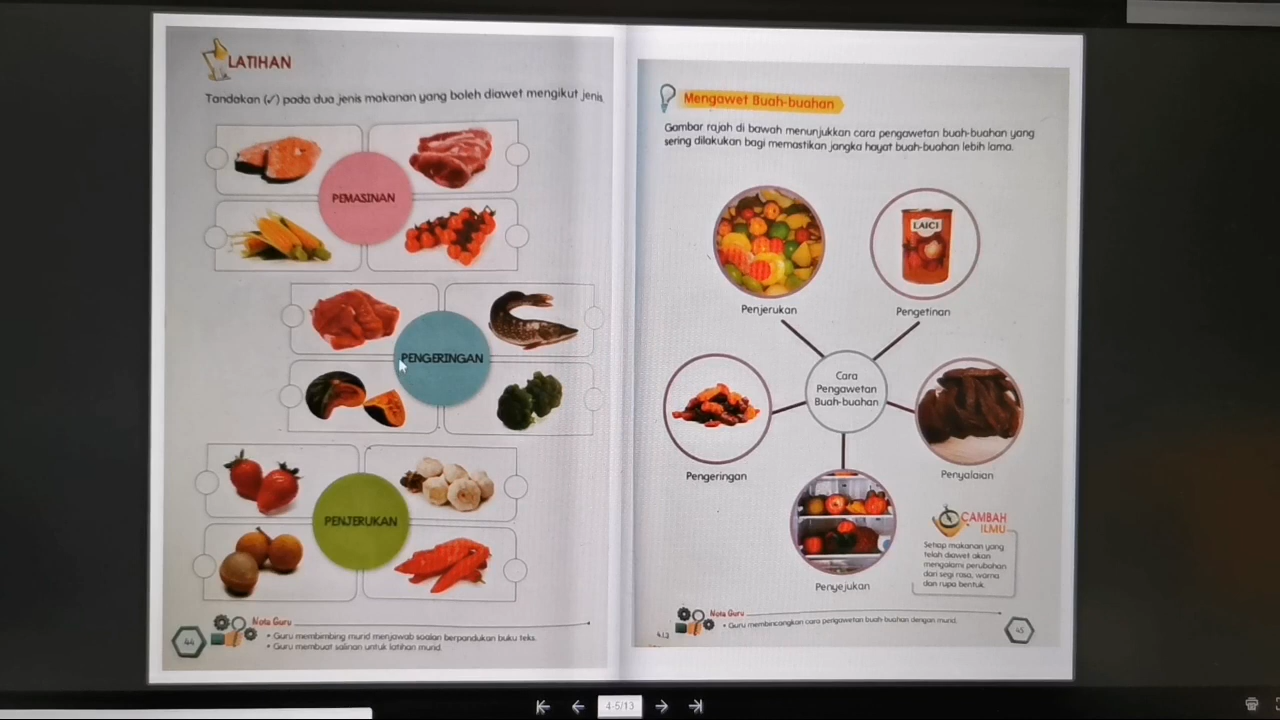 LATIHAN
Tandakan (✓) pada dua jenis makanan yang boleh diawet mengikut jenis
PEMASINAN
PENGERINGAN
PENJERUKAN
Nota Guru
• Guru membimbing murid menjawab soalan berpandukan buku teks.
• Guru membuat salinan untuk latihan murid.
44
Mengawet Buah-buahan
Gambar rajah di bawah menunjukkan cara pengawetan buah-buahan yang
sering dilakukan bagi memastikan jangka hayat buah-buahan lebih lama.
LAICI
Penjerukan
Pengetinan
Cara
Pengawetan
Buah-buahan
Pengeringan
Penyalaian
Penyejukan
CAMBAH
ILMU
Setiap makanan yang
telah diawet akan
mengalami perubahan
dari segi rasa, warna
dan rupa bentuk.
Nota Guru
• Guru membincangkan cara pengawetan buah-buahan dengan murid.
4.1.3
45
4-5/13